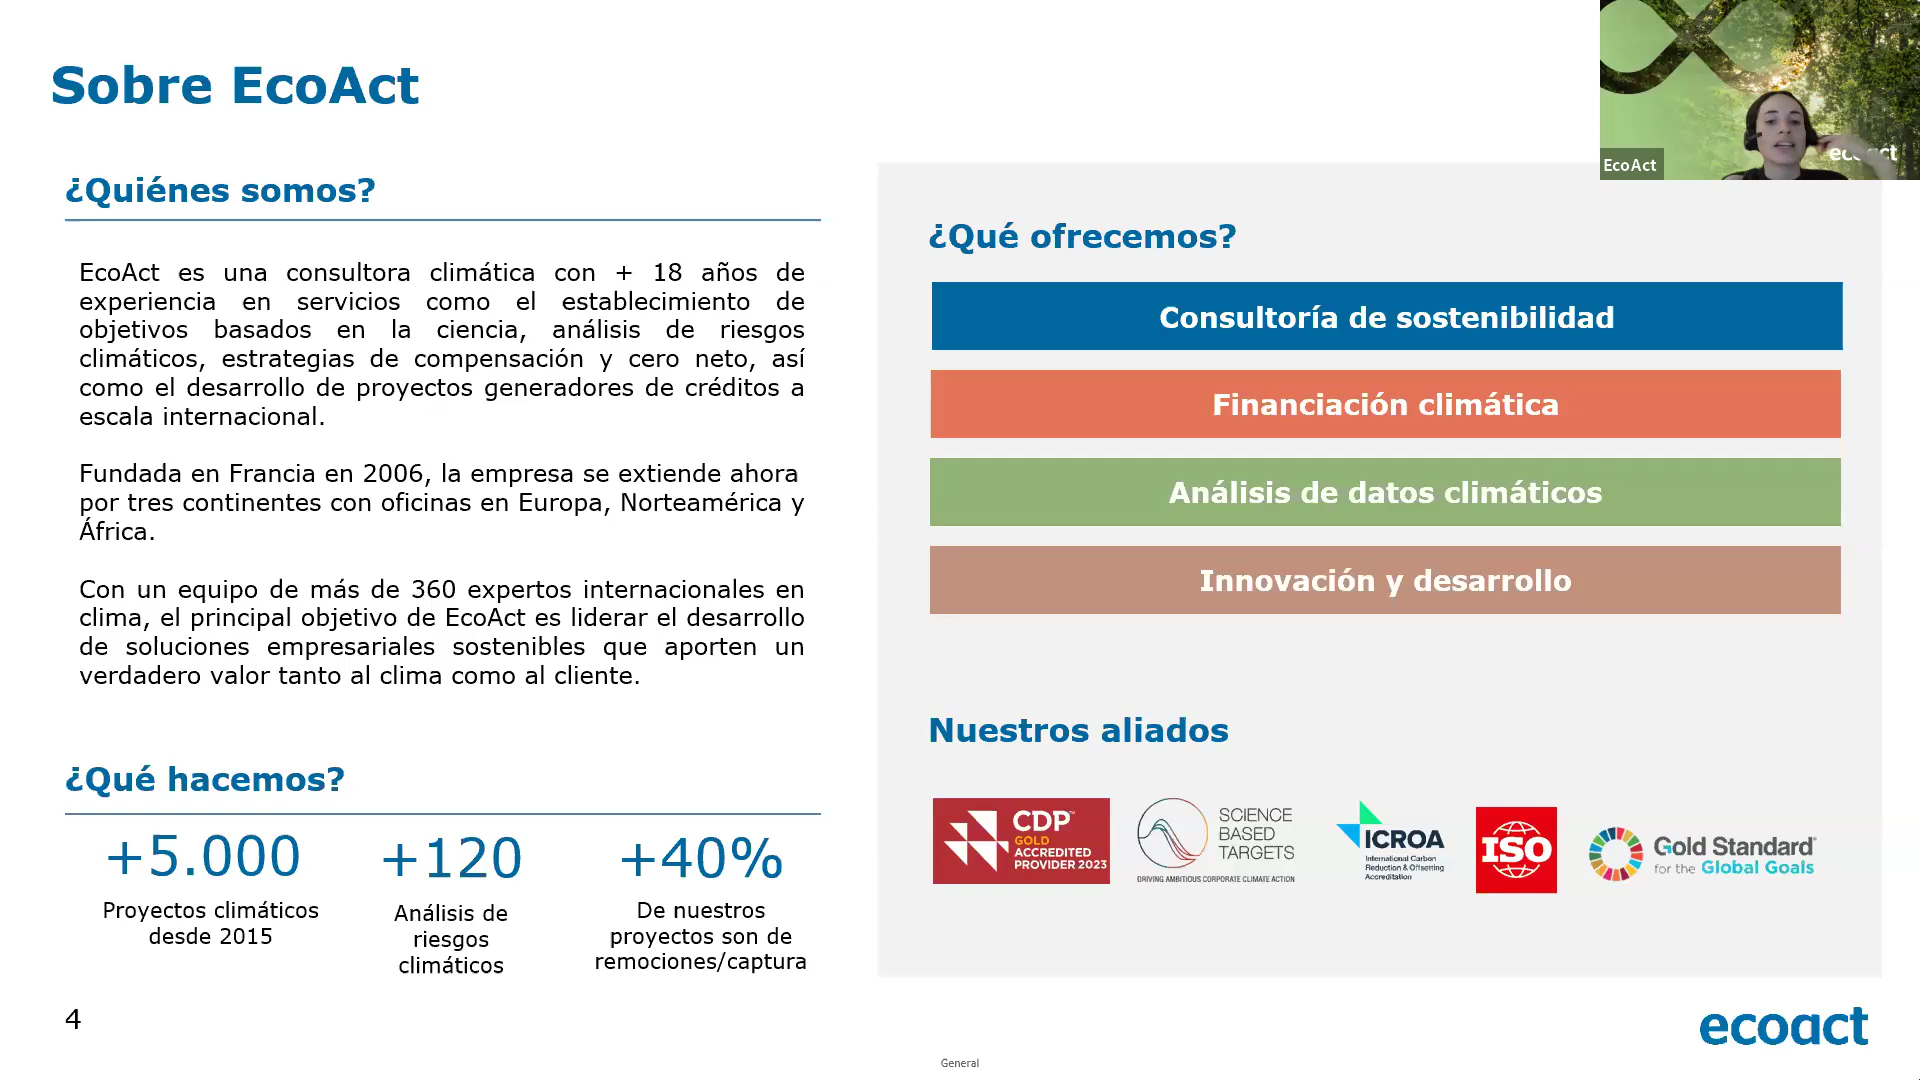 Sobre EcoAct
¿Quiénes somos?
EcoAct es una consultora climática con + 18 años de
experiencia en servicios como el establecimiento de
objetivos basados en la ciencia, análisis de riesgos
climáticos, estrategias de compensación y cero neto, así
como el desarrollo de proyectos generadores de créditos a
escala internacional.
Fundada en Francia en 2006, la empresa se extiende ahora
por tres continentes con oficinas en Europa, Norteamérica y
África.
Con un equipo de más de 360 expertos internacionales en
clima, el principal objetivo de EcoAct es liderar el desarrollo
de soluciones empresariales sostenibles que aporten un
verdadero valor tanto al clima como al cliente.
¿Qué hacemos?
+5.000
Proyectos climáticos
desde 2015
+120
Análisis de
riesgos
climáticos
+40%
De nuestros
proyectos son de
remociones/captura
EcoAct
¿Qué ofrecemos?
Consultoría de sostenibilidad
Financiación climática
Análisis de datos climáticos
Innovación y desarrollo
Nuestros aliados
CDP™
GOLD
ACCREDITED
PROVIDER 2023
SCIENCE
BASED
TARGETS
DRIVING AMBITIOUS CORPORATE CLIMATE ACTION
ICROA
International Carbon
Reduction & Offsetting
Accreditation
ISO
Gold Standard®
for the Global Goals
4
ecoact
General